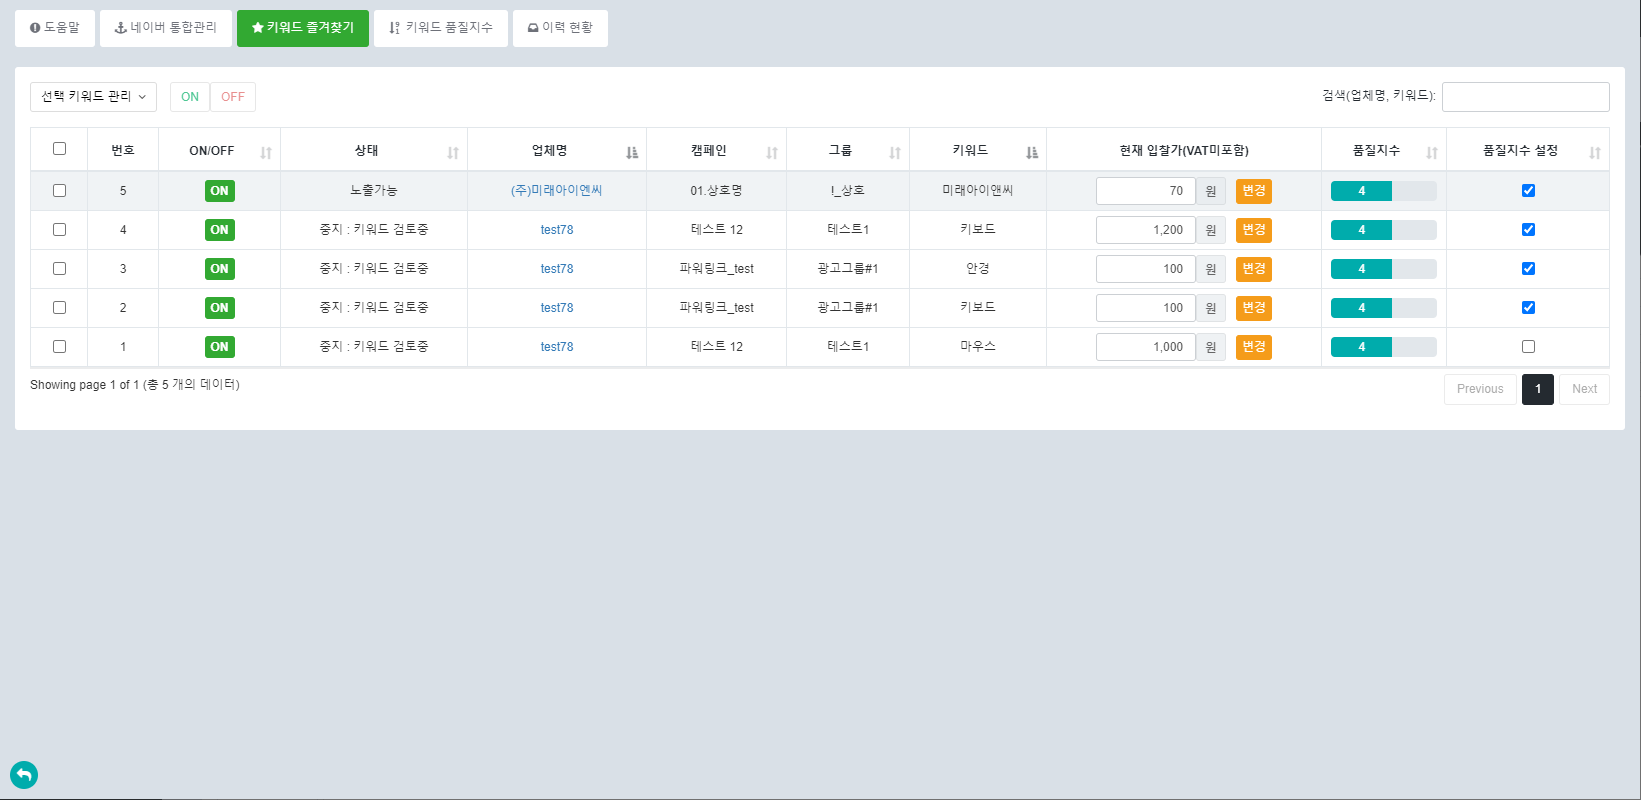 도움말 네이버 통합관리 키워드 즐겨찾기 키워드 품질지수 이력 현황
선택 키워드 관리 ON OFF 검색(업체명, 키워드):
번호 ON/OFF 상태 업체명 캠페인 그룹 키워드 현재 입찰가(VAT미포함) 품질지수 품질지수 설정
5 ON 노출가능 (주)미래아이엔씨 01.상호명 !_상호 미래아이앤씨 70 원 변경 4
4 ON 중지 : 키워드 검토중 test78 테스트 12 테스트1 키보드 1,200 원 변경 4
3 ON 중지 : 키워드 검토중 test78 파워링크_test 광고그룹#1 안경 100 원 변경 4
2 ON 중지 : 키워드 검토중 test78 파워링크_test 광고그룹#1 키보드 100 원 변경 4
1 ON 중지 : 키워드 검토중 test78 테스트 12 테스트1 마우스 1,000 원 변경 4
Showing page 1 of 1 (총 5 개의 데이터) Previous 1 Next